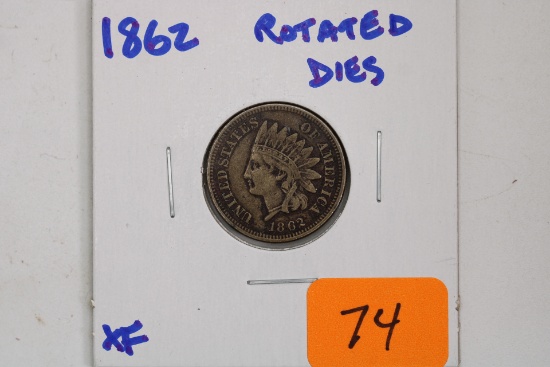 1862 ROTATED
DIES
UNITED STATES OF AMERICA
1862
XF
74